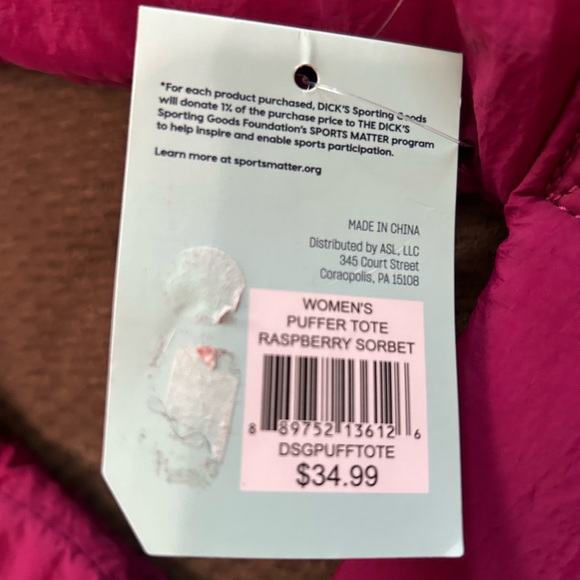 *For each product purchased, DICK'S Sporting Goods
will donate 1% of the purchase price to THE DICK'S
Sporting Goods Foundation's SPORTS MATTER program
to help inspire and enable sports participation.
Learn more at sportsmatter.org
MADE IN CHINA
Distributed by ASL, LLC
345 Court Street
Coraopolis, PA 15108
WOMEN'S
PUFFER TOTE
RASPBERRY SORBET
8 89752 13612 6
DSGPUFFTOTE
$34.99